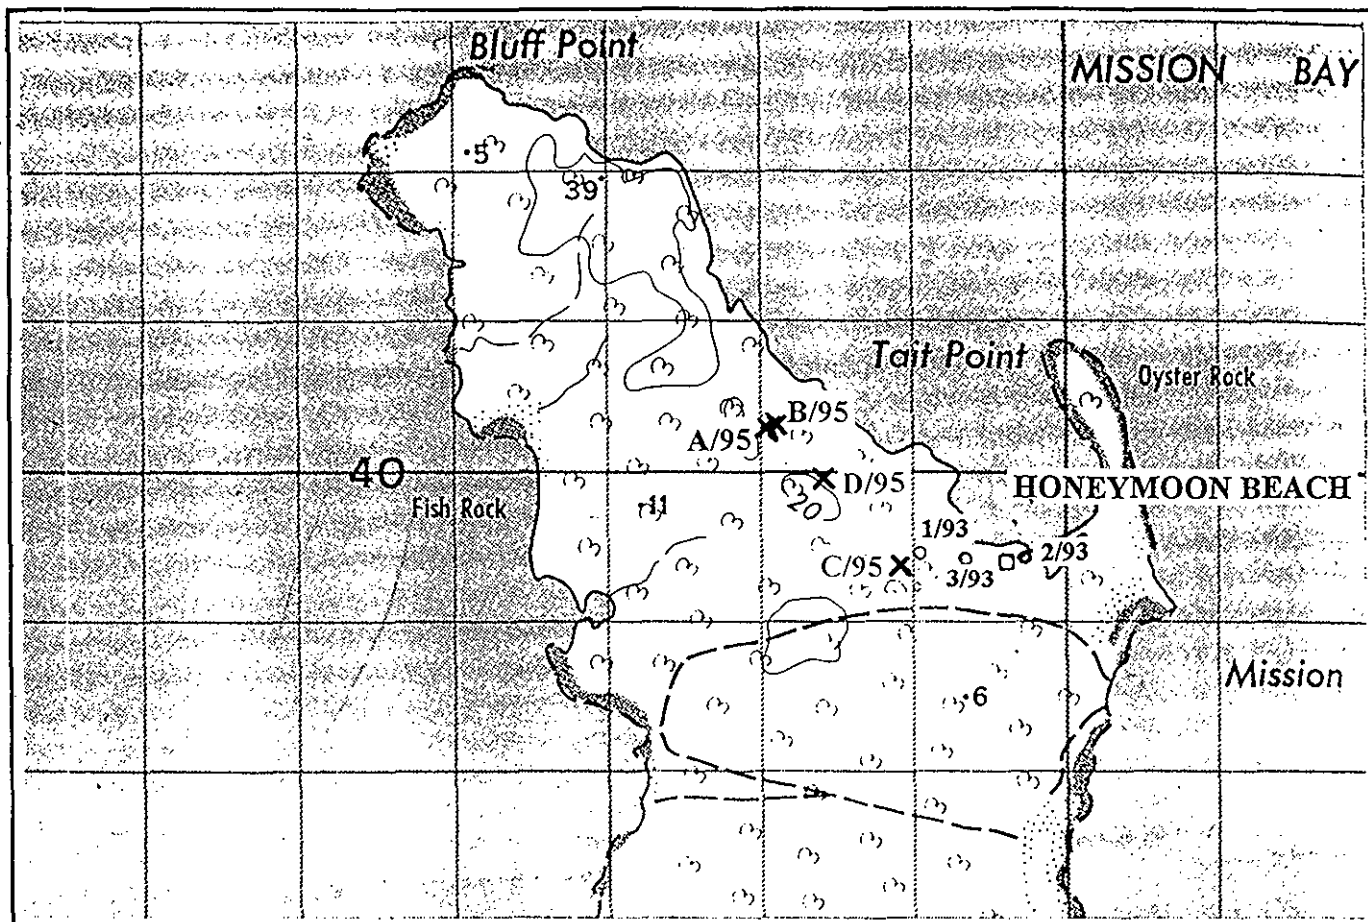 Bluff Point
MISSION BAY
5
39
Tait Point
Oyster Rock
B/95
A/95
40
D/95
HONEYMOON BEACH
20
Fish Rock
11
1/93
2/93
C/95
3/93
Mission
6